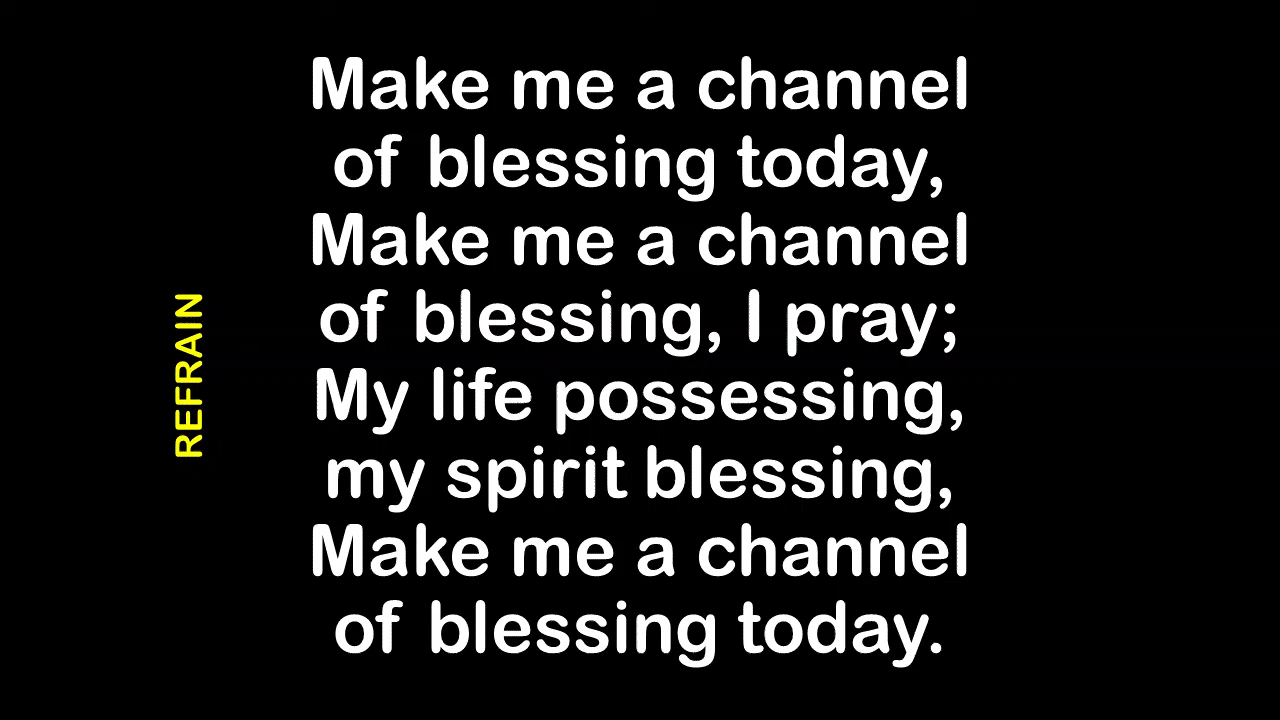 REFRAIN
Make me a channel
of blessing today,
Make me a channel
of blessing, I pray;
My life possessing,
my spirit blessing,
Make me a channel
of blessing today.